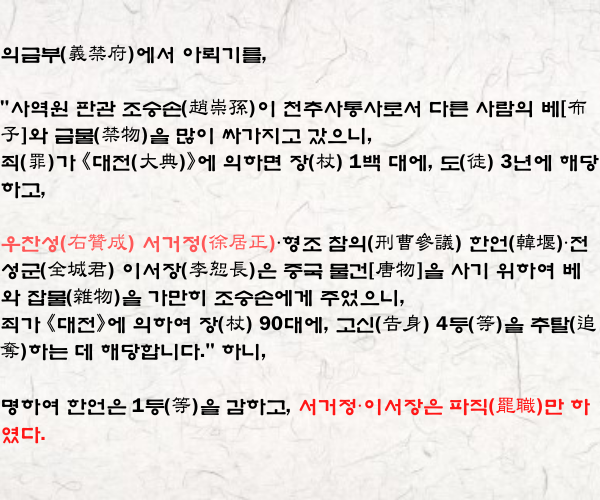 의금부(義禁府)에서 아뢰기를,
"사역원 판관 조숭손(趙崇孫)이 천추사통사로서 다른 사람의 베[布
子]와 금물(禁物)을 많이 싸가지고 갔으니,
죄(罪)가 《대전(大典)》에 의하면 장(杖) 1백 대에, 도(徒) 3년에 해당
하고,
우찬성(右贊成) 서거정(徐居正)·형조 참의(刑曹參議) 한언(韓堰)·전
성군(全城君) 이서장(李恕長)은 중국 물건[唐物]을 사기 위하여 베
와 잡물(雜物)을 가만히 조숭손에게 주었으니,
죄가 《대전》에 의하여 장(杖) 90대에, 고신(告身) 4등(等)을 추탈(追
奪)하는 데 해당합니다." 하니,
명하여 한언은 1등(等)을 감하고, 서거정·이서장은 파직(罷職)만 하
였다.